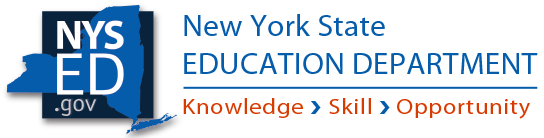 NYS
ED
.gov
New York State
EDUCATION DEPARTMENT
Knowledge › Skill › Opportunity